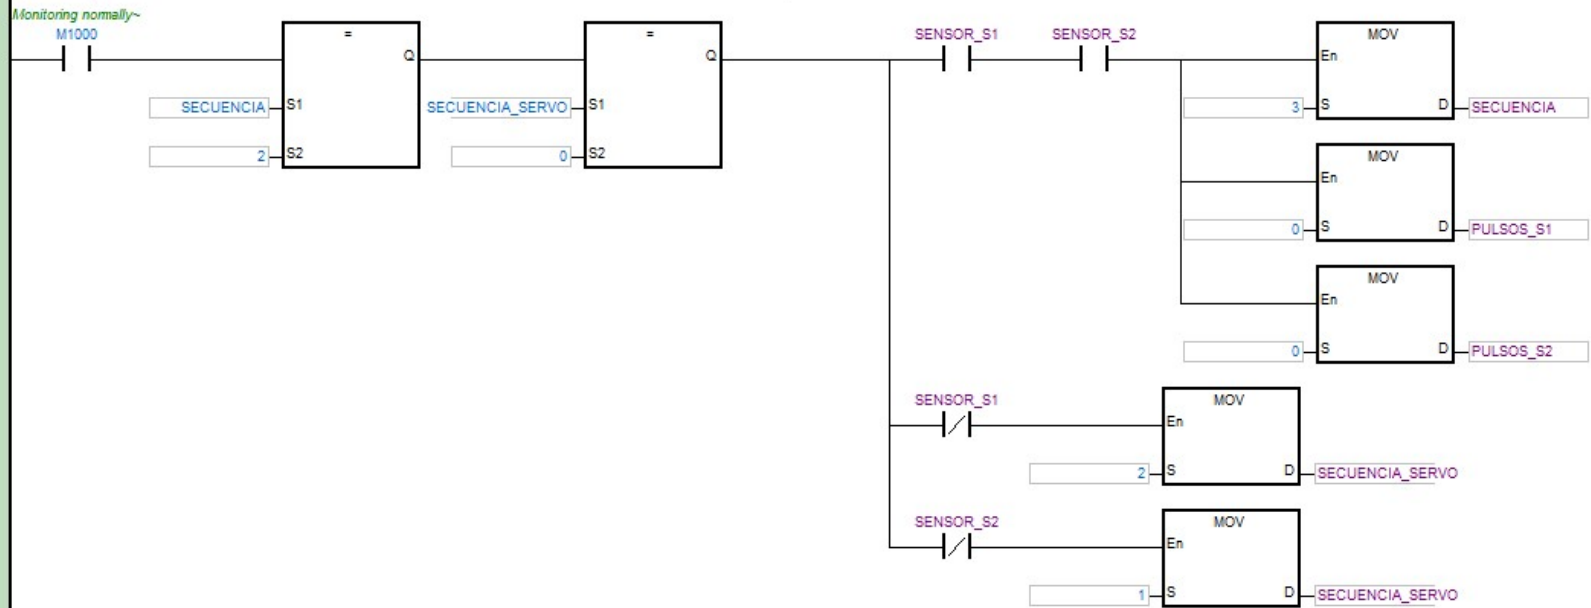 Monitoring normally~
M1000
=
Q
SECUENCIA S1
2 S2
=
Q
SECUENCIA_SERVO S1
0 S2
SENSOR_S1
SENSOR_S2
MOV
En
3 S D SECUENCIA
MOV
En
0 S D PULSOS_S1
MOV
En
0 S D PULSOS_S2
SENSOR_S1
MOV
En
2 S D SECUENCIA_SERVO
SENSOR_S2
MOV
En
1 S D SECUENCIA_SERVO